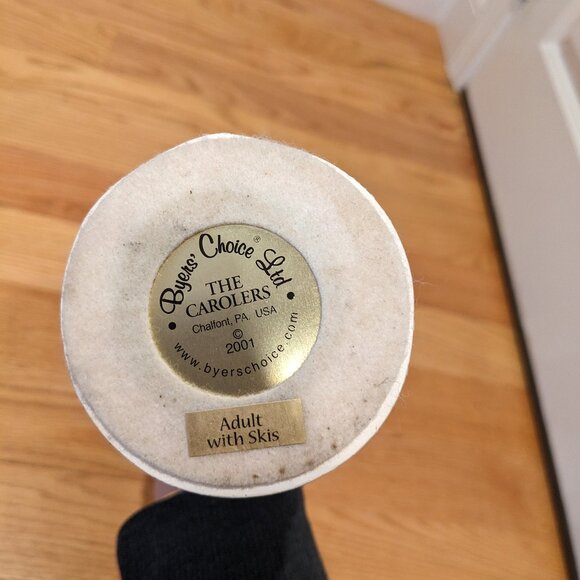 Byers' Choice® Ltd
THE
CAROLERS
Chalfont, PA. USA
©
2001
www.byerschoice.com
Adult
with Skis